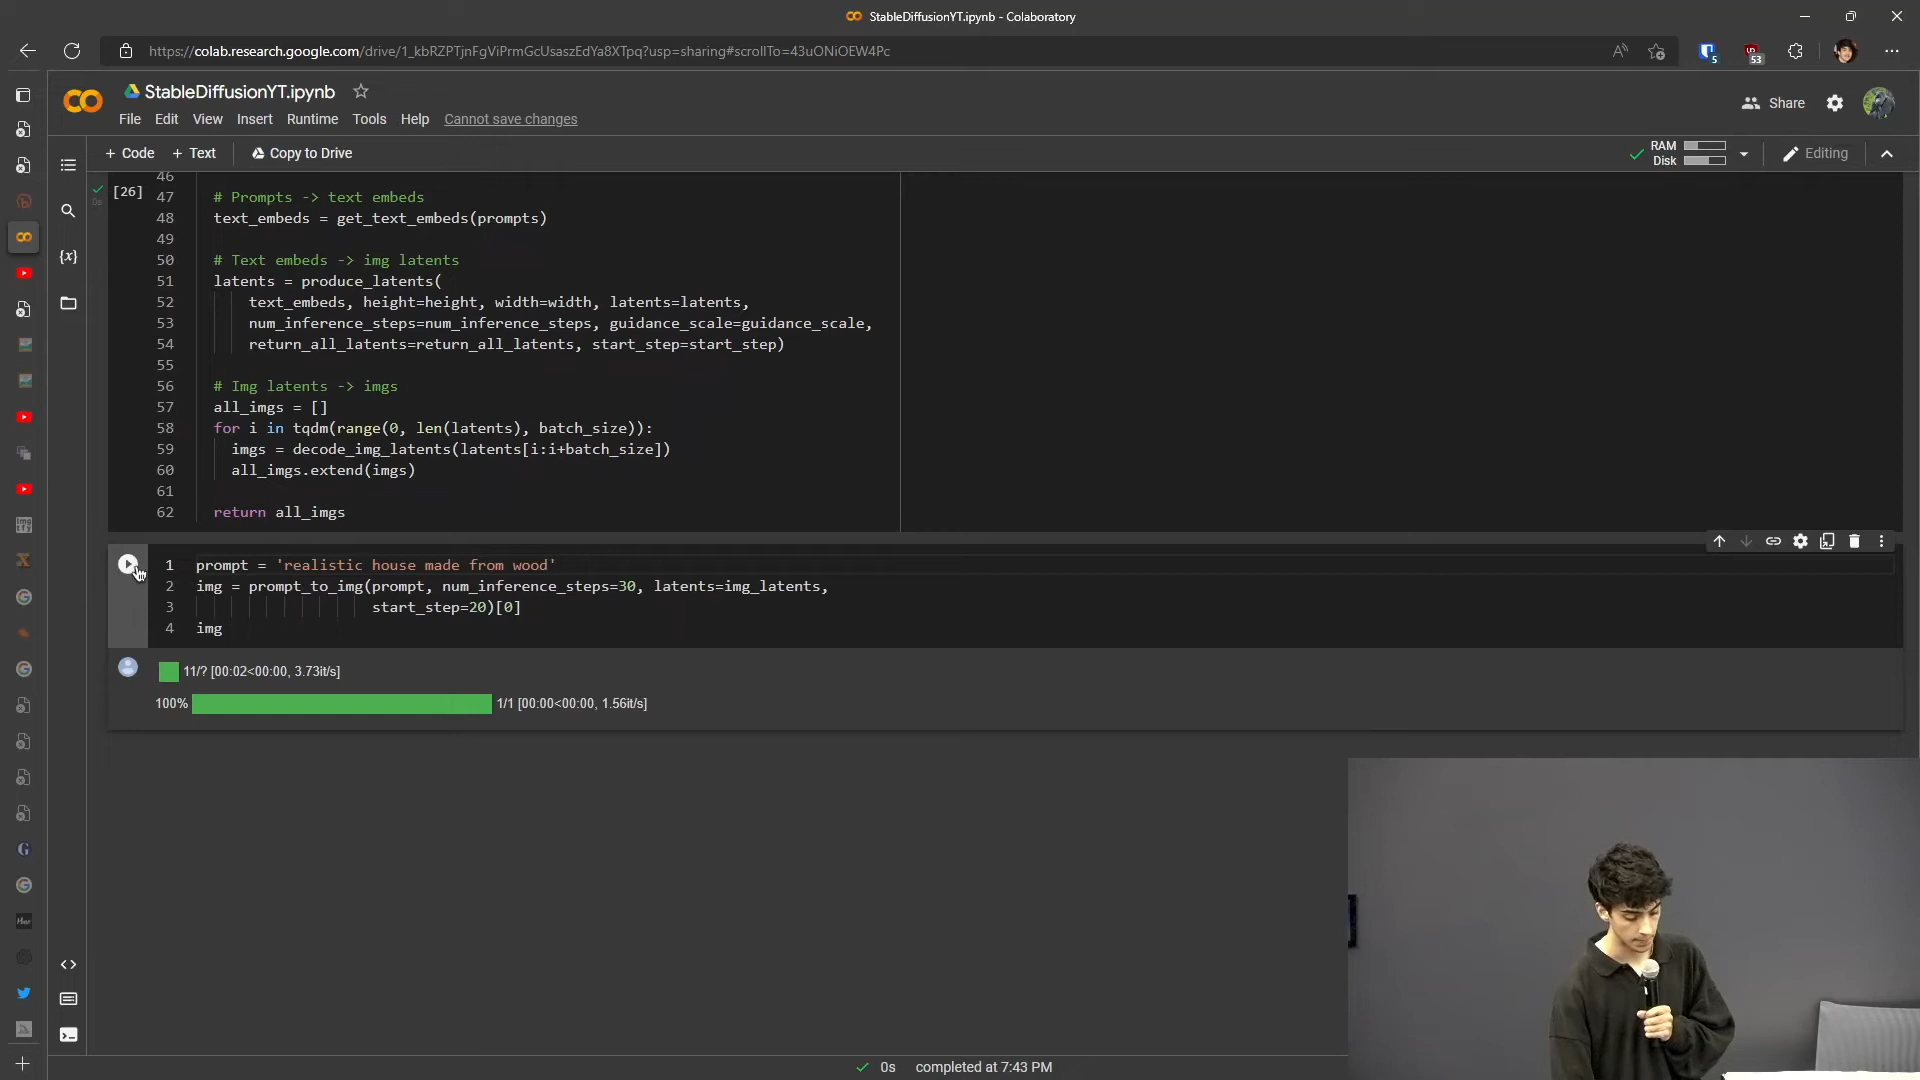 StableDiffusionYT.ipynb - Colaboratory
https://colab.research.google.com/drive/1_kbRZPTjnFgViPrmGcUsaszEdYa8XTpq?usp=sharing#scrollTo=43uONiOEW4Pc
5
53
StableDiffusionYT.ipynb
Share
File Edit View Insert Runtime Tools Help Cannot save changes
+ Code + Text Copy to Drive
RAM
Disk
Editing
46
[26] 47 # Prompts -> text embeds
0s
48 text_embeds = get_text_embeds(prompts)
49
50 # Text embeds -> img latents
51 latents = produce_latents(
52 text_embeds, height=height, width=width, latents=latents,
53 num_inference_steps=num_inference_steps, guidance_scale=guidance_scale,
54 return_all_latents=return_all_latents, start_step=start_step)
55
56 # Img latents -> imgs
57 all_imgs = []
58 for i in tqdm(range(0, len(latents), batch_size)):
59 imgs = decode_img_latents(latents[i:i+batch_size])
60 all_imgs.extend(imgs)
61
62 return all_imgs
1 prompt = 'realistic house made from wood'
2 img = prompt_to_img(prompt, num_inference_steps=30, latents=img_latents,
3 start_step=20)[0]
4 img
11/? [00:02<00:00, 3.73it/s]
100% 1/1 [00:00<00:00, 1.56it/s]
0s completed at 7:43 PM